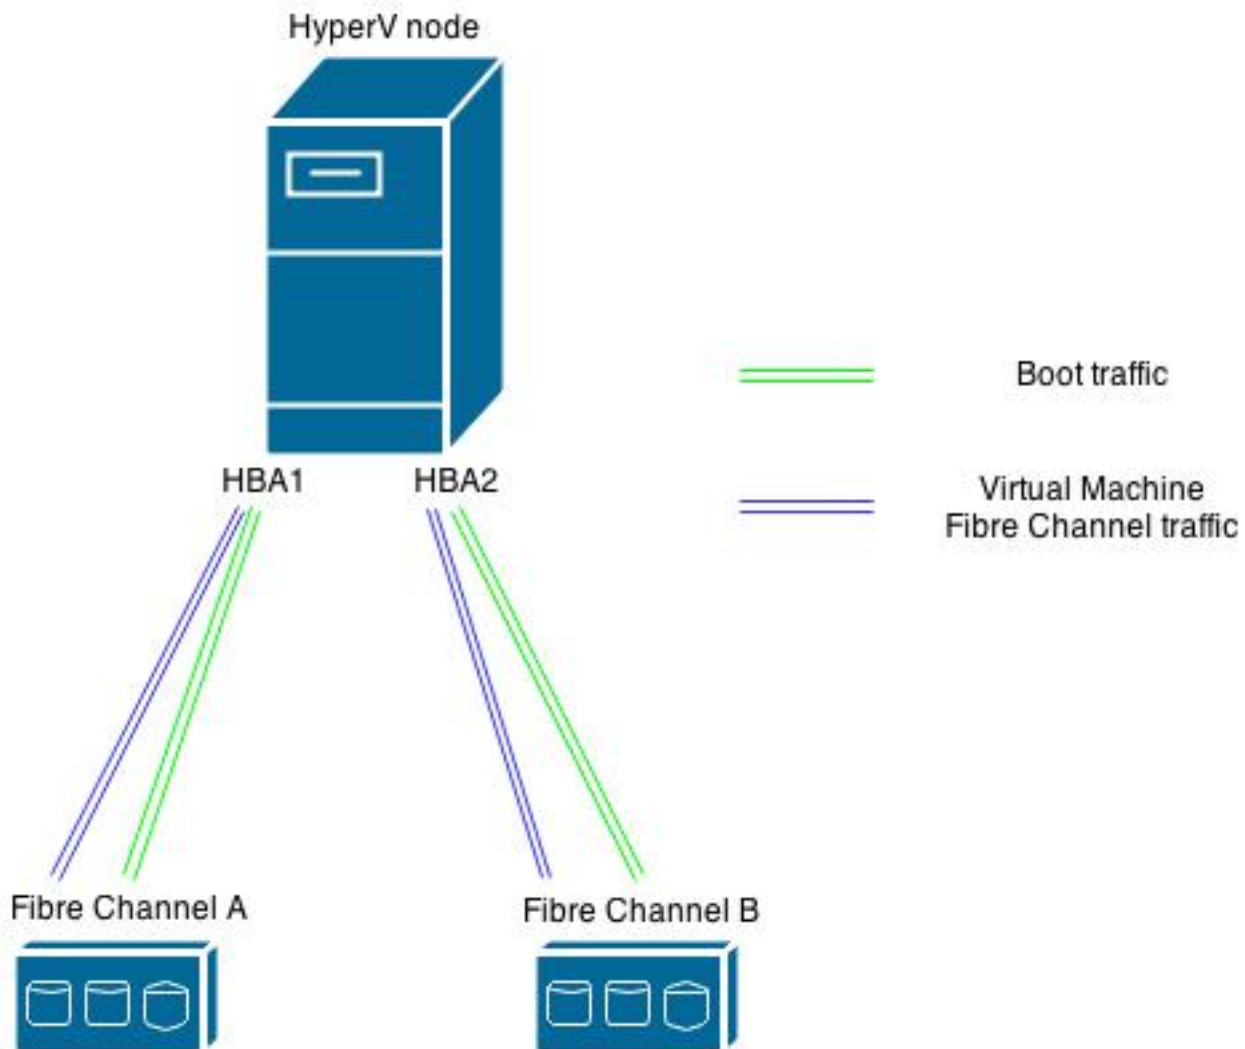 HyperV node
Boot traffic
HBA1
HBA2
Virtual Machine
Fibre Channel traffic
Fibre Channel A
Fibre Channel B